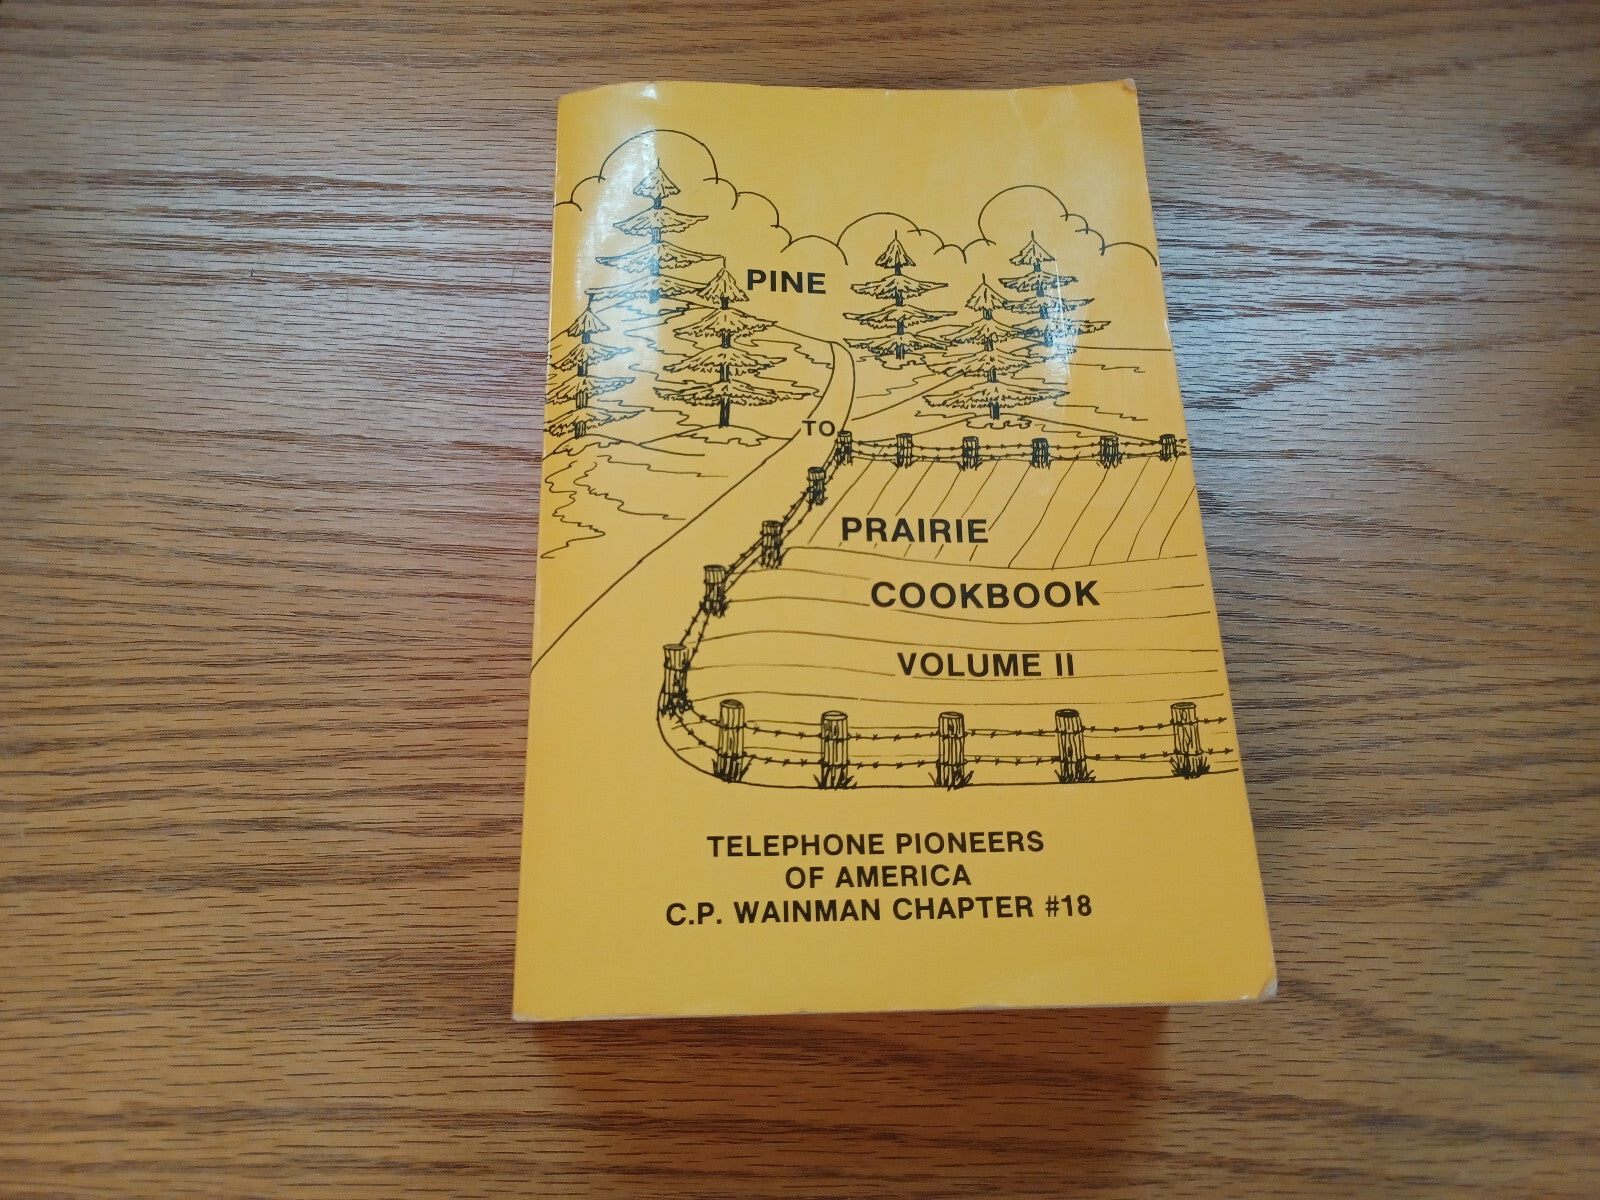 PINE
TO
PRAIRIE
COOKBOOK
VOLUME II
TELEPHONE PIONEERS
OF AMERICA
C.P. WAINMAN CHAPTER #18